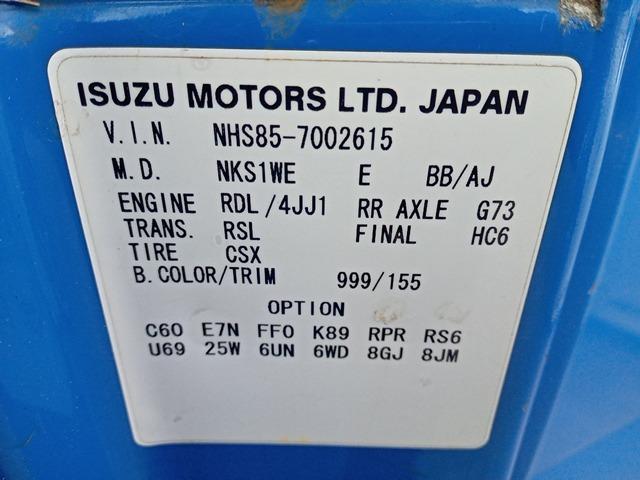 ISUZU MOTORS LTD. JAPAN
V.I.N. NHS85-7002615
M.D. NKS1WE E BB/AJ
ENGINE RDL/4JJ1 RR AXLE G73
TRANS. RSL FINAL HC6
TIRE CSX
B.COLOR/TRIM 999/155
OPTION
C60 E7N FF0 K89 RPR RS6
U69 25W 6UN 6WD 8GJ 8JM